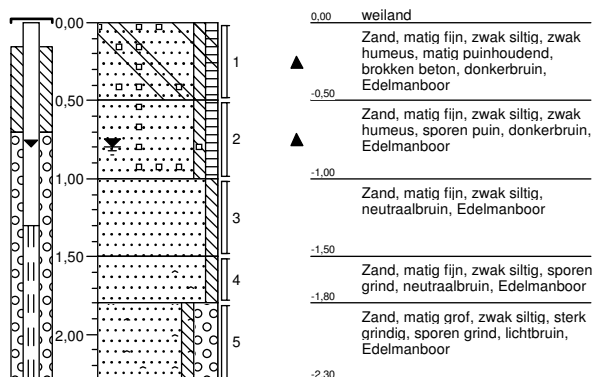 0,00
0,50
1,00
1,50
2,00
1
2
3
4
5
0,00 weiland
Zand, matig fijn, zwak siltig, zwak
humeus, matig puinhoudend,
brokken beton, donkerbruin,
Edelmanboor
-0,50
Zand, matig fijn, zwak siltig, zwak
humeus, sporen puin, donkerbruin,
Edelmanboor
-1,00
Zand, matig fijn, zwak siltig,
neutraalbruin, Edelmanboor
-1,50
Zand, matig fijn, zwak siltig, sporen
grind, neutraalbruin, Edelmanboor
-1,80
Zand, matig grof, zwak siltig, sterk
grindig, sporen grind, lichtbruin,
Edelmanboor
-2,30